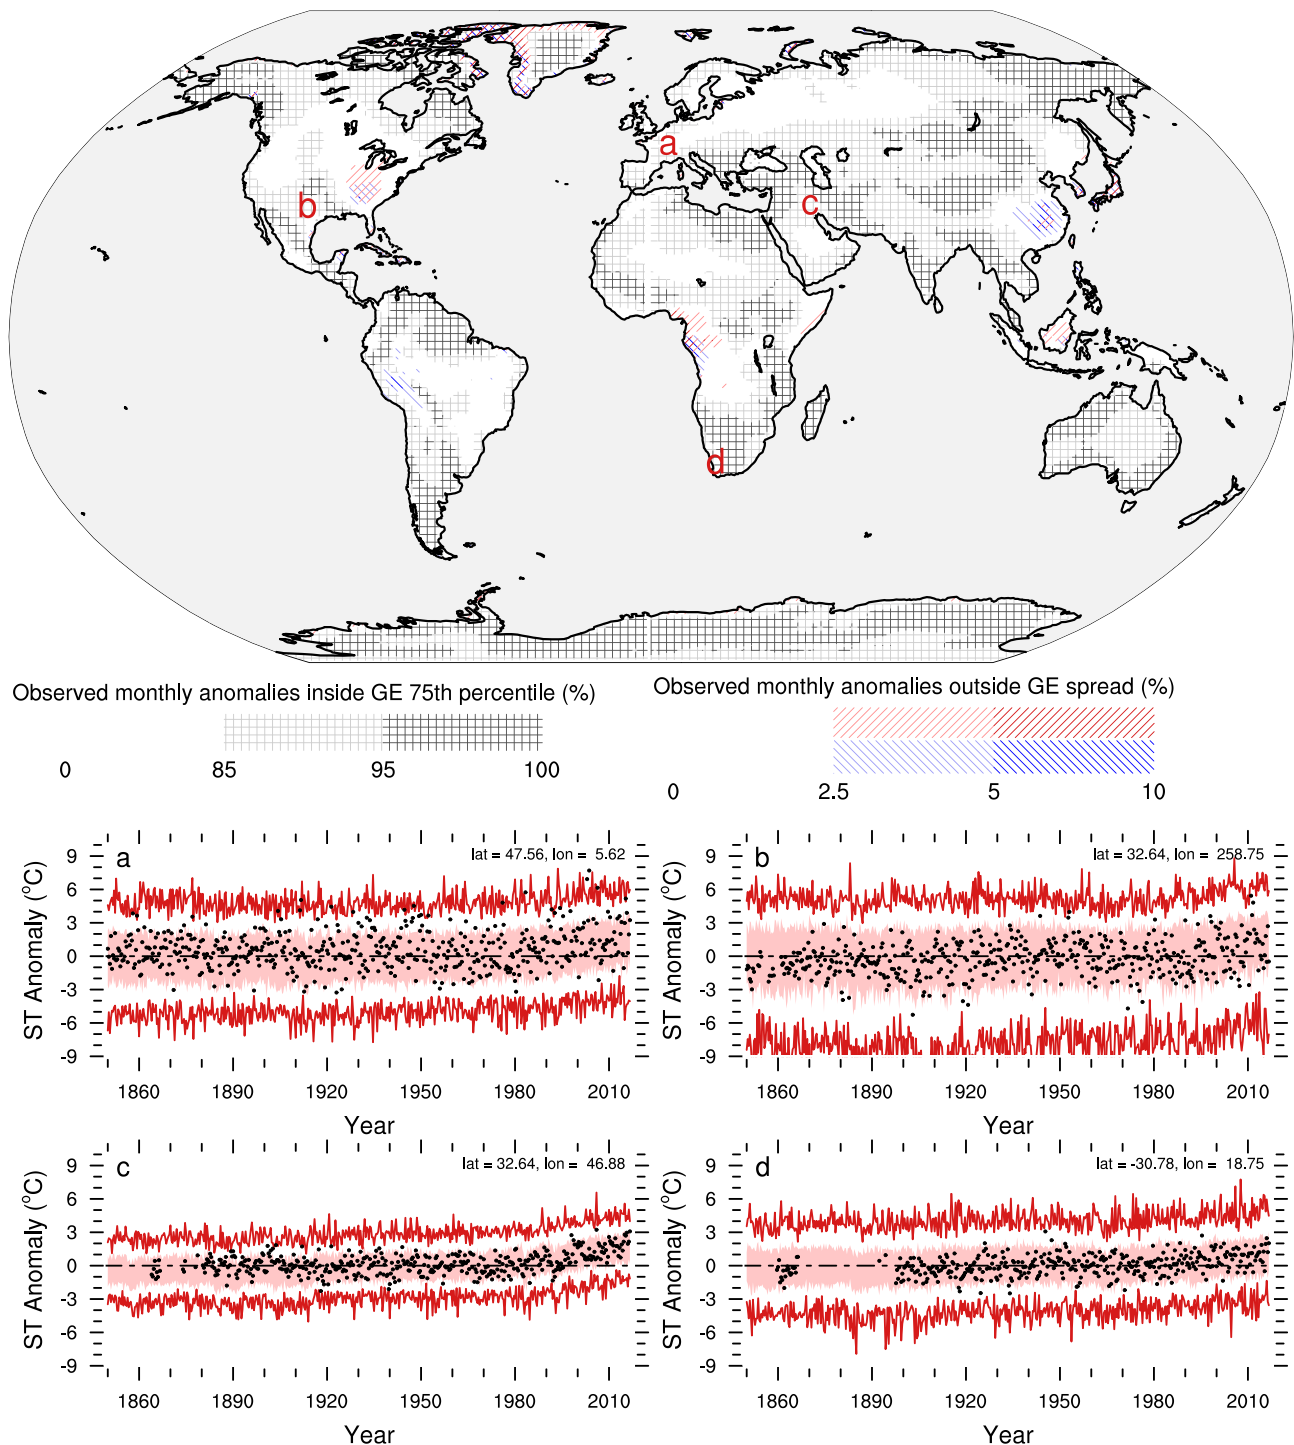 a
b
c
d
Observed monthly anomalies inside GE 75th percentile (%)
0 85 95 100
Observed monthly anomalies outside GE spread (%)
0 2.5 5 10
a
lat = 47.56, lon = 5.62
ST Anomaly (°C)
9
6
3
0
-3
-6
-9
1860 1890 1920 1950 1980 2010
Year
b
lat = 32.64, lon = 258.75
ST Anomaly (°C)
9
6
3
0
-3
-6
-9
1860 1890 1920 1950 1980 2010
Year
c
lat = 32.64, lon = 46.88
ST Anomaly (°C)
9
6
3
0
-3
-6
-9
1860 1890 1920 1950 1980 2010
Year
d
lat = -30.78, lon = 18.75
ST Anomaly (°C)
9
6
3
0
-3
-6
-9
1860 1890 1920 1950 1980 2010
Year